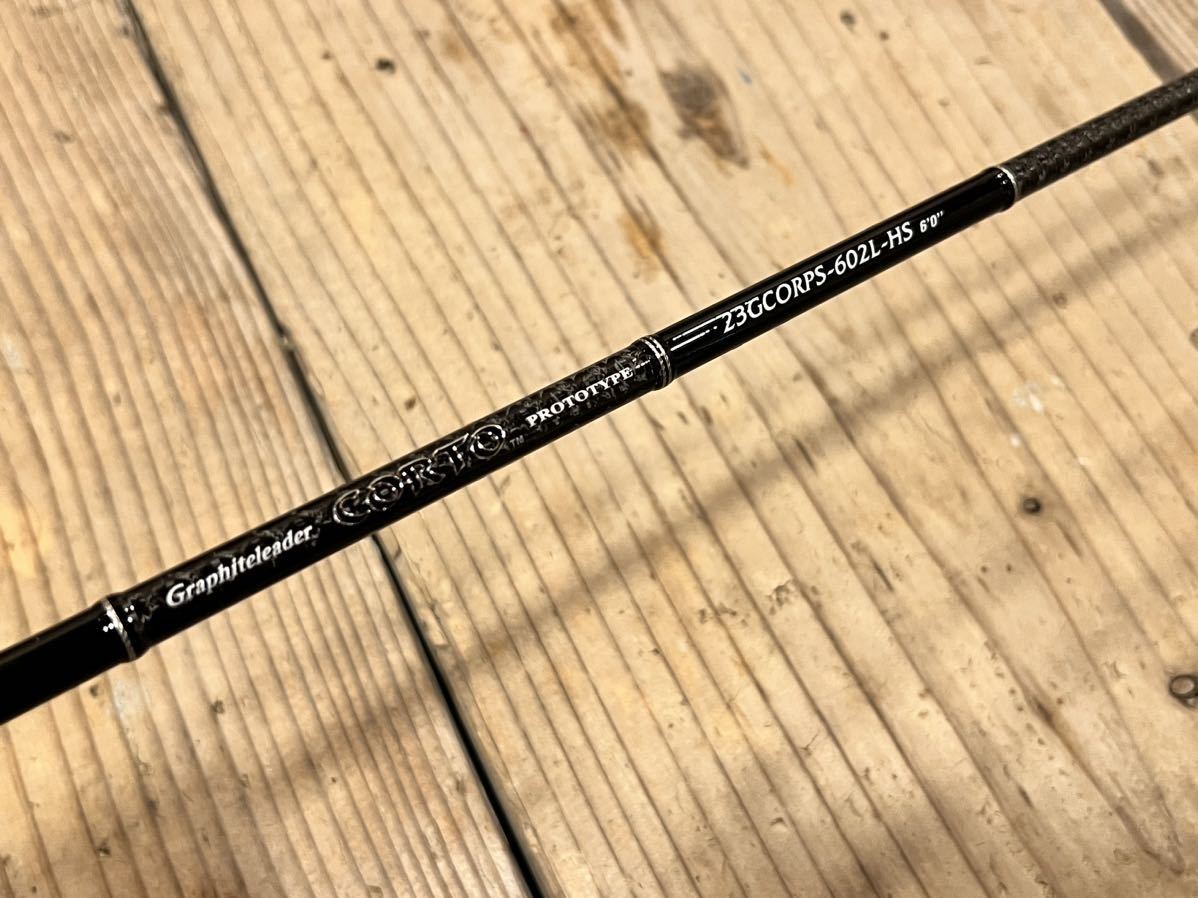 Graphiteleader CORTO™ PROTOTYPE
23GCORPS-602L-HS 6'0"